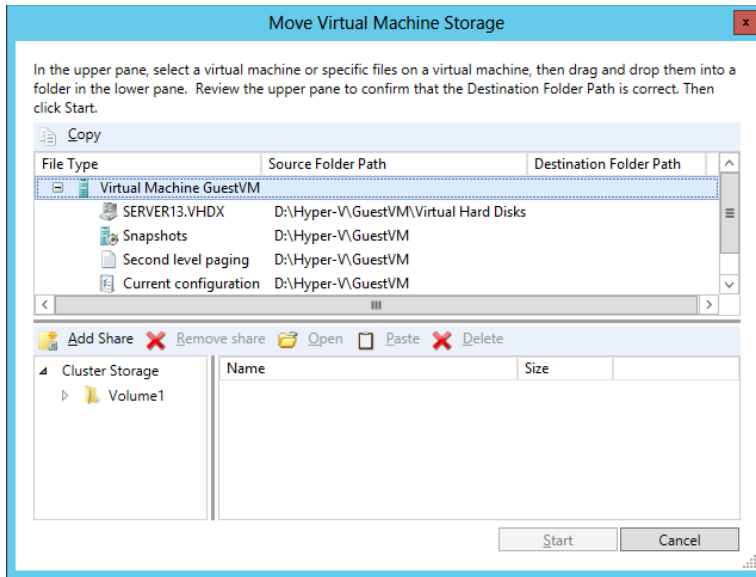 Move Virtual Machine Storage
x
In the upper pane, select a virtual machine or specific files on a virtual machine, then drag and drop them into a
folder in the lower pane.  Review the upper pane to confirm that the Destination Folder Path is correct. Then
click Start.
Copy
File Type Source Folder Path Destination Folder Path
Virtual Machine GuestVM
SERVER13.VHDX D:\Hyper-V\GuestVM\Virtual Hard Disks
Snapshots D:\Hyper-V\GuestVM
Second level paging D:\Hyper-V\GuestVM
Current configuration D:\Hyper-V\GuestVM
Add Share Remove share Open Paste Delete
Cluster Storage Name Size
Volume1
Start Cancel